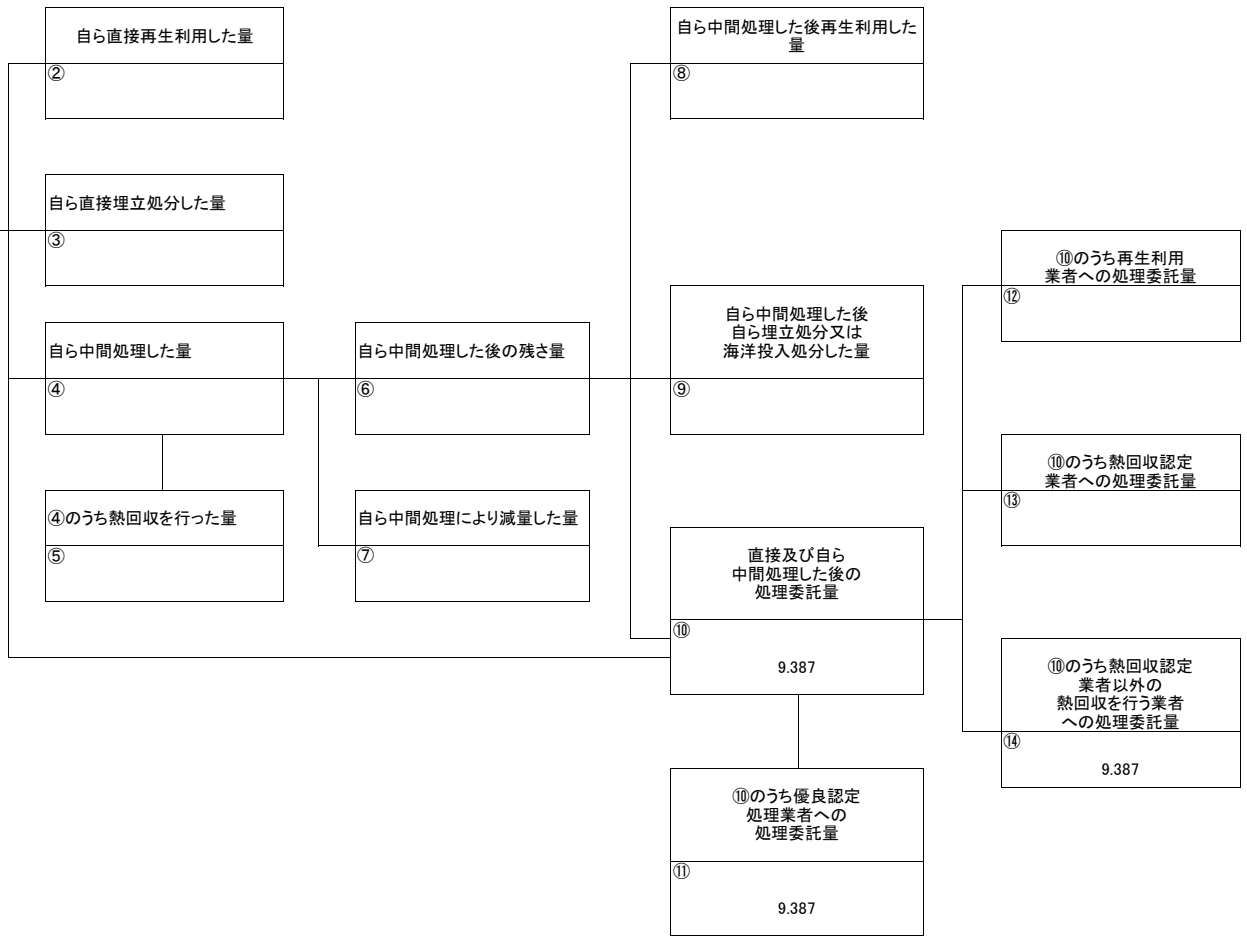 自ら直接再生利用した量
②
自ら直接埋立処分した量
③
自ら中間処理した量
④
④のうち熱回収を行った量
⑤
自ら中間処理した後の残さ量
⑥
自ら中間処理により減量した量
⑦
自ら中間処理した後再生利用した
量
⑧
自ら中間処理した後
自ら埋立処分又は
海洋投入処分した量
⑨
直接及び自ら
中間処理した後の
処理委託量
⑩
9.387
⑩のうち優良認定
処理業者への
処理委託量
⑪
9.387
⑩のうち再生利用
業者への処理委託量
⑫
⑩のうち熱回収認定
業者への処理委託量
⑬
⑩のうち熱回収認定
業者以外の
熱回収を行う業者
への処理委託量
⑭
9.387